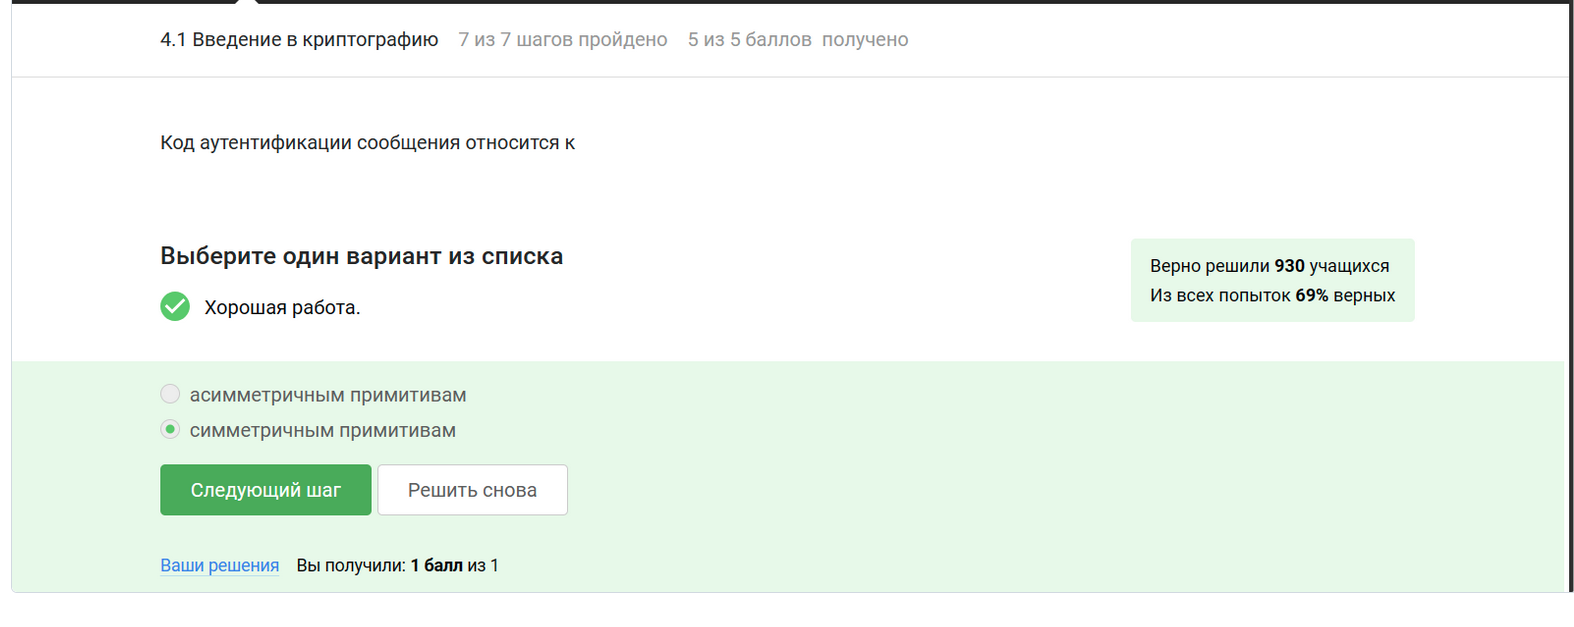 4.1 Введение в криптографию 7 из 7 шагов пройдено 5 из 5 баллов получено
Код аутентификации сообщения относится к
Выберите один вариант из списка
Хорошая работа.
Верно решили 930 учащихся
Из всех попыток 69% верных
асимметричным примитивам
симметричным примитивам
Следующий шаг Решить снова
Ваши решения Вы получили: 1 балл из 1